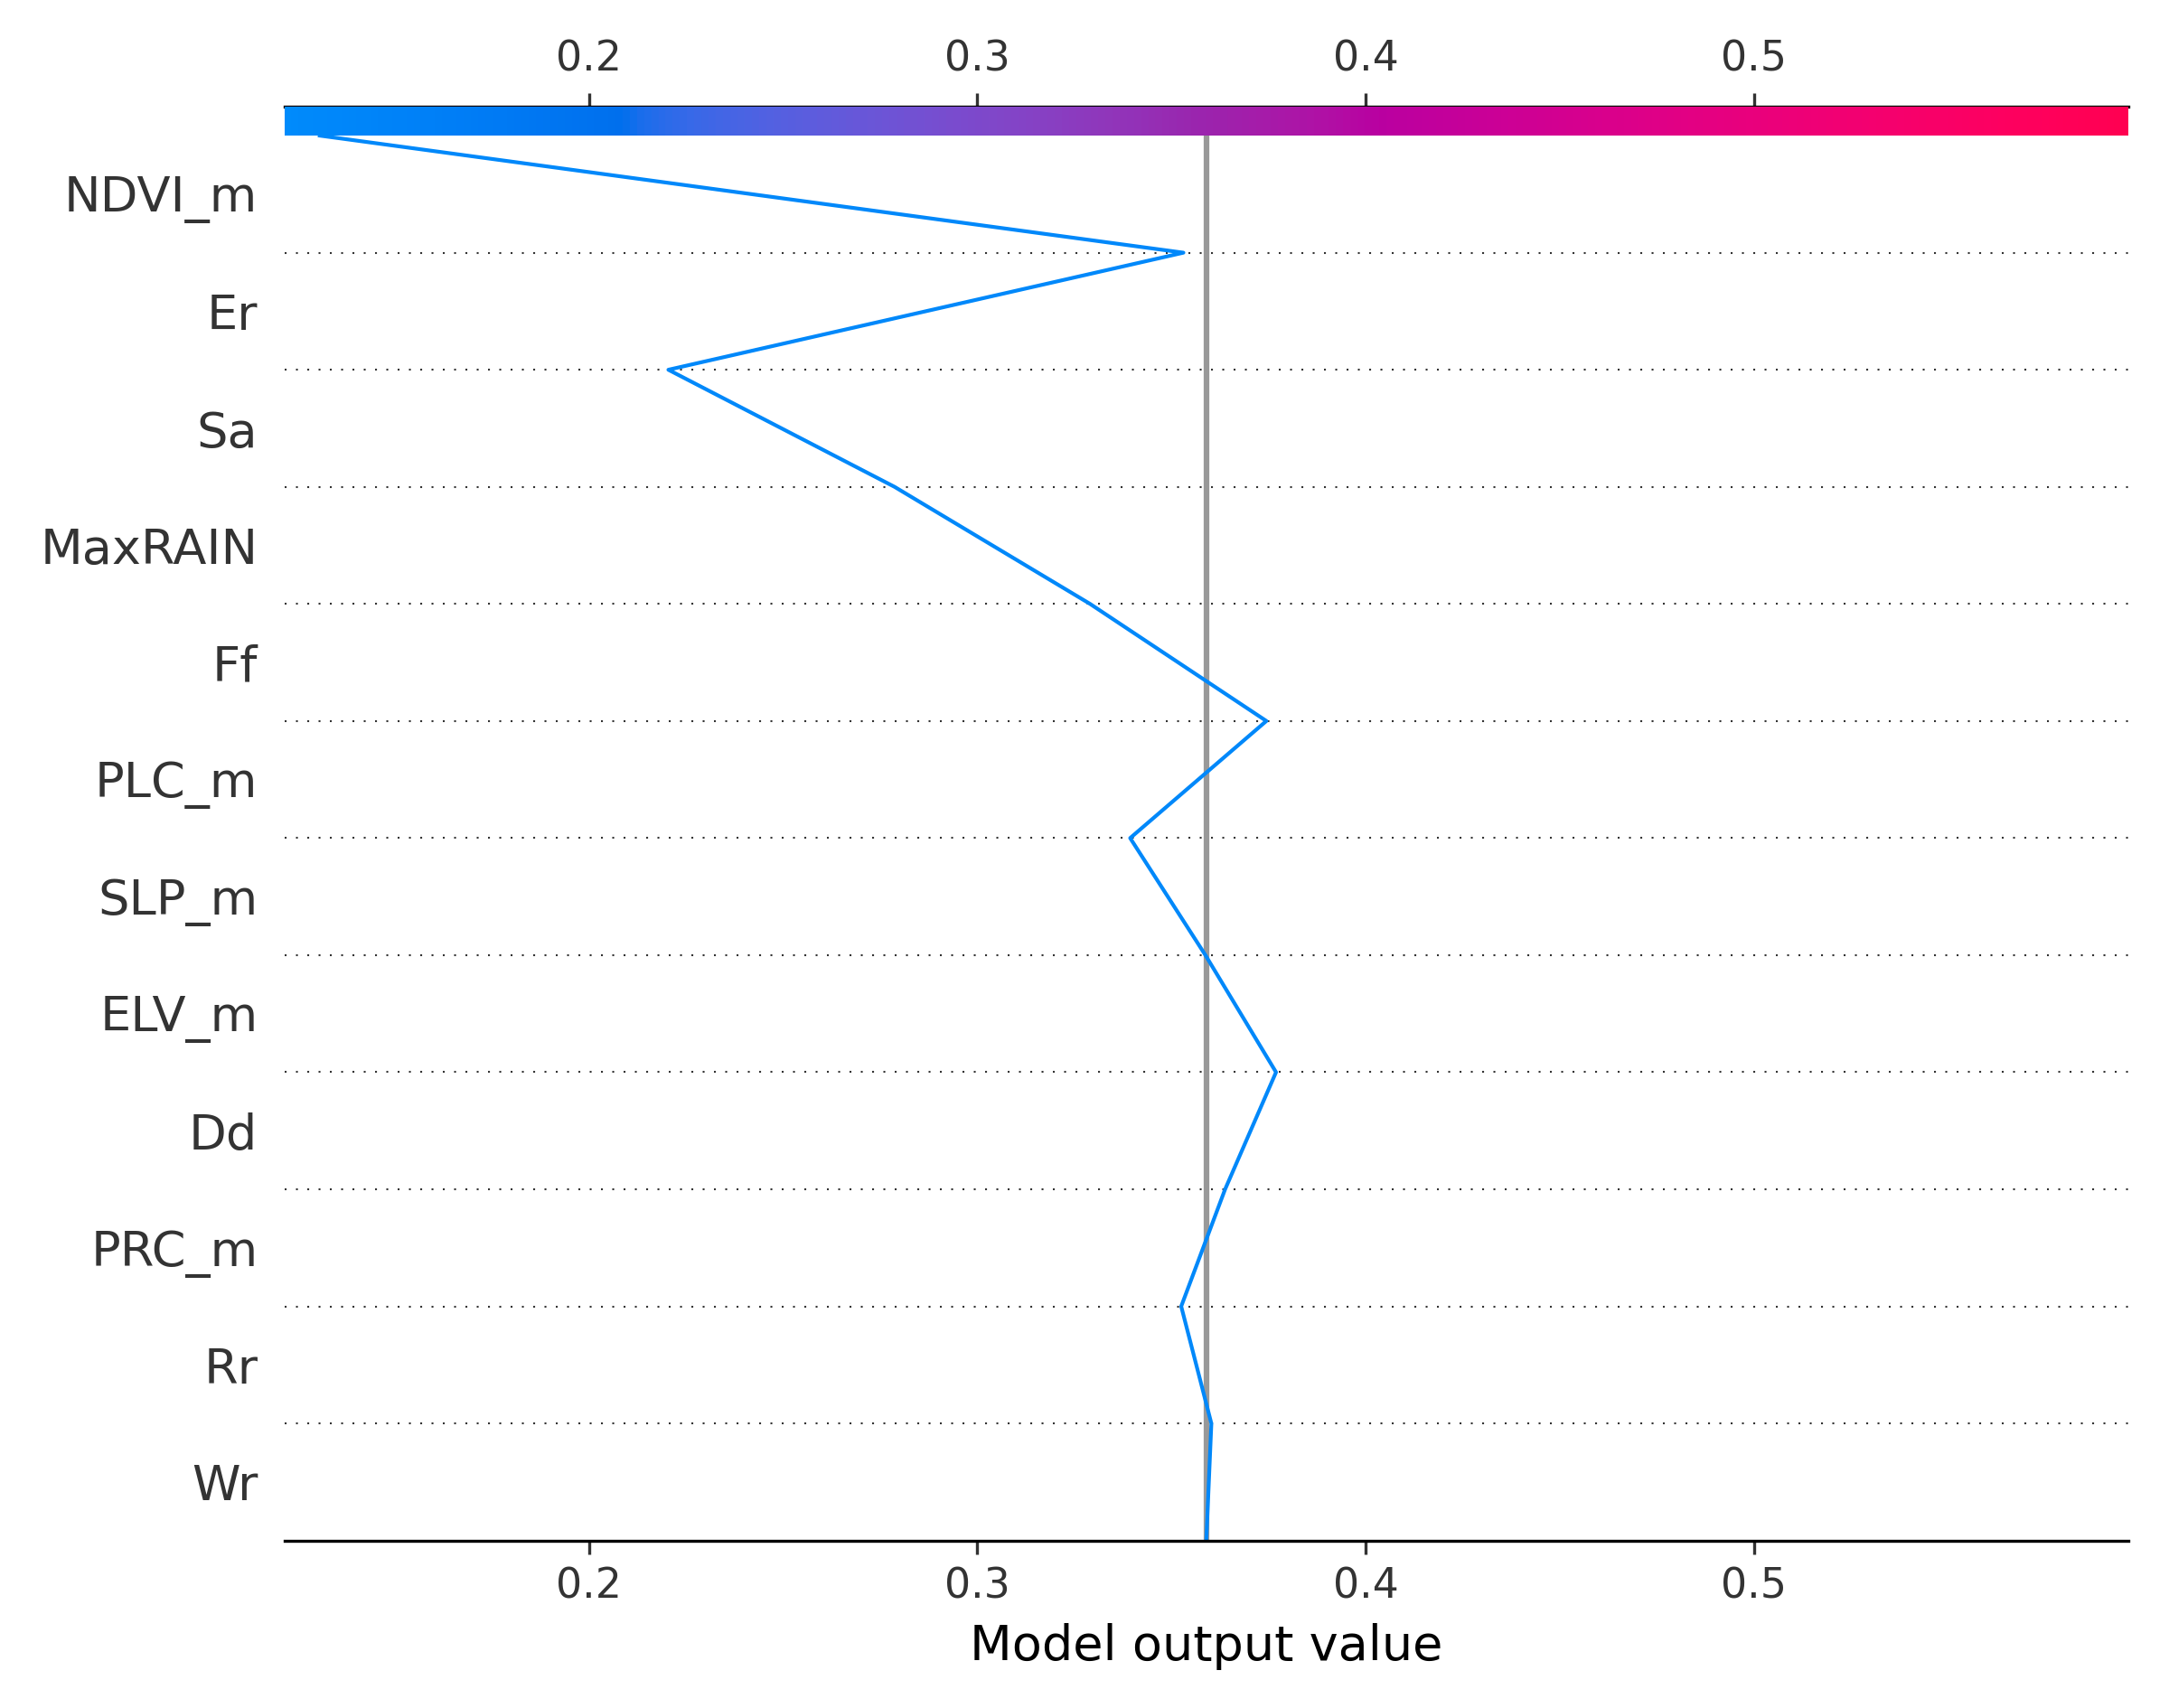 0.2 0.3 0.4 0.5
NDVI_m
Er
Sa
MaxRAIN
Ff
PLC_m
SLP_m
ELV_m
Dd
PRC_m
Rr
Wr
0.2 0.3 0.4 0.5
Model output value